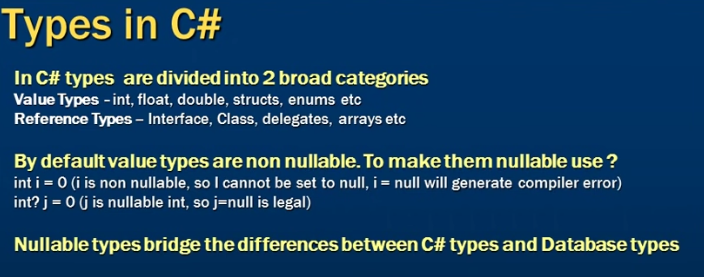 Types in C#
In C# types are divided into 2 broad categories
Value Types - int, float, double, structs, enums etc
Reference Types – Interface, Class, delegates, arrays etc
By default value types are non nullable. To make them nullable use ?
int i = 0 (i is non nullable, so I cannot be set to null, i = null will generate compiler error)
int? j = 0 (j is nullable int, so j=null is legal)
Nullable types bridge the differences between C# types and Database types